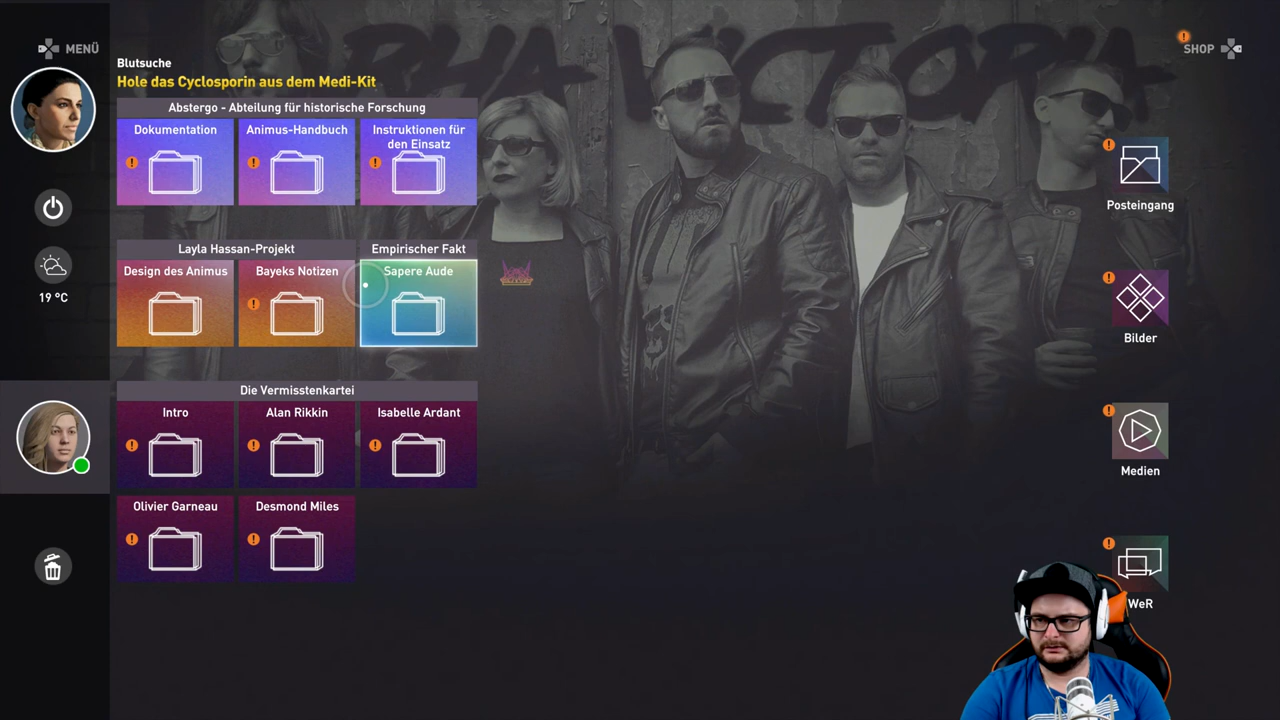 MENÜ
SHOP
Blutsuche
Hole das Cyclosporin aus dem Medi-Kit
Abstergo - Abteilung für historische Forschung
Dokumentation
Animus-Handbuch
Instruktionen für
den Einsatz
Posteingang
Layla Hassan-Projekt
Empirischer Fakt
Design des Animus
Bayeks Notizen
Sapere Aude
19 °C
Bilder
Die Vermisstenkartei
Intro
Alan Rikkin
Isabelle Ardant
Medien
Olivier Garneau
Desmond Miles
WeR